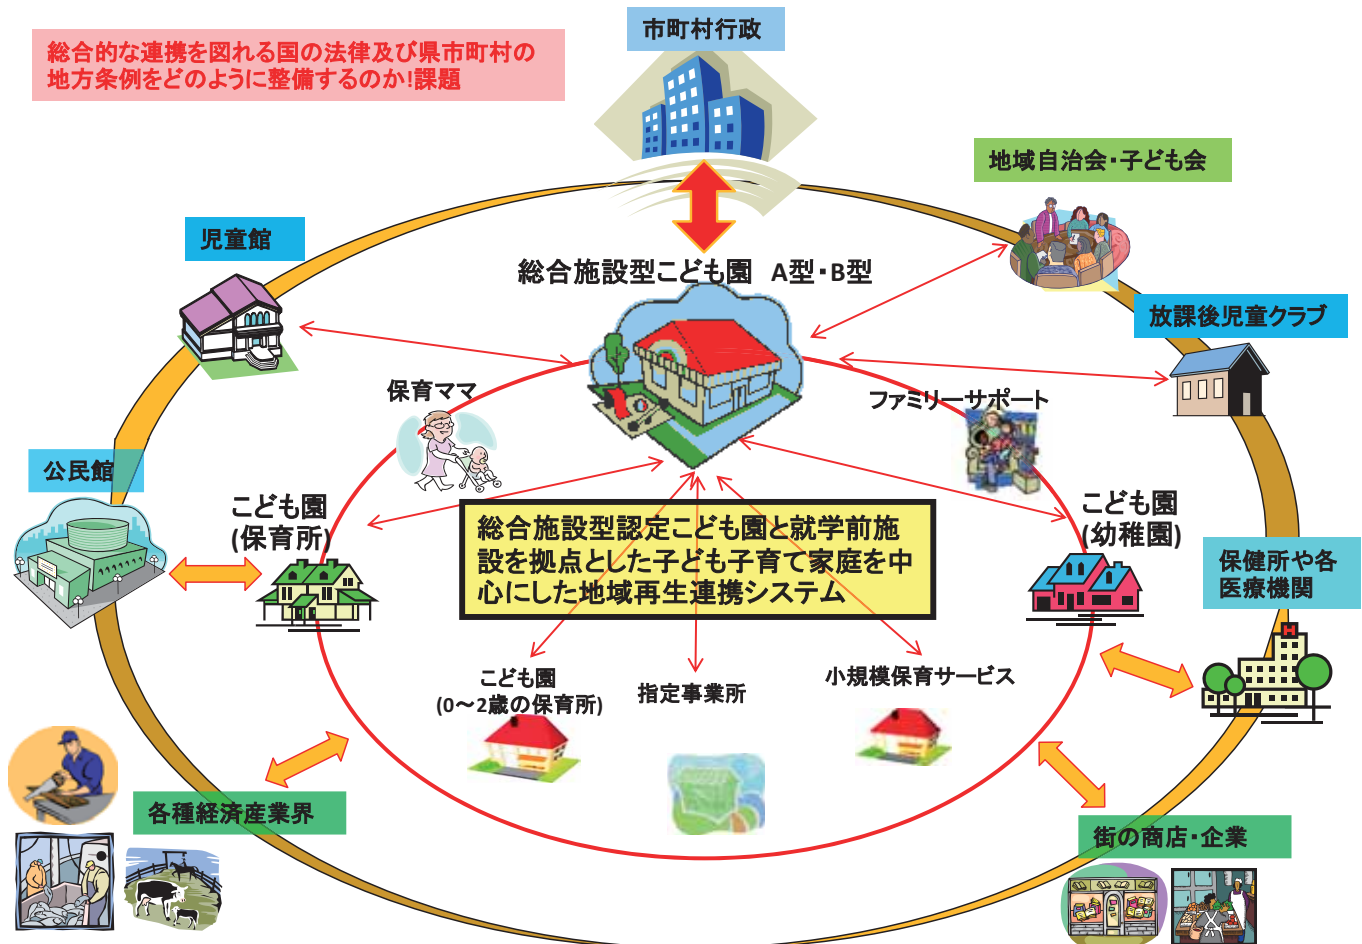 市町村行政
総合的な連携を図れる国の法律及び県市町村の
地方条例をどのように整備するのか!課題
地域自治会・子ども会
児童館
総合施設型こども園 A型・B型
放課後児童クラブ
保育ママ
ファミリーサポート
公民館
こども園
(保育所)
こども園
(幼稚園)
総合施設型認定こども園と就学前施
設を拠点とした子ども子育て家庭を中
心にした地域再生連携システム
保健所や各
医療機関
こども園
(0～2歳の保育所)
指定事業所
小規模保育サービス
各種経済産業界
街の商店・企業
H